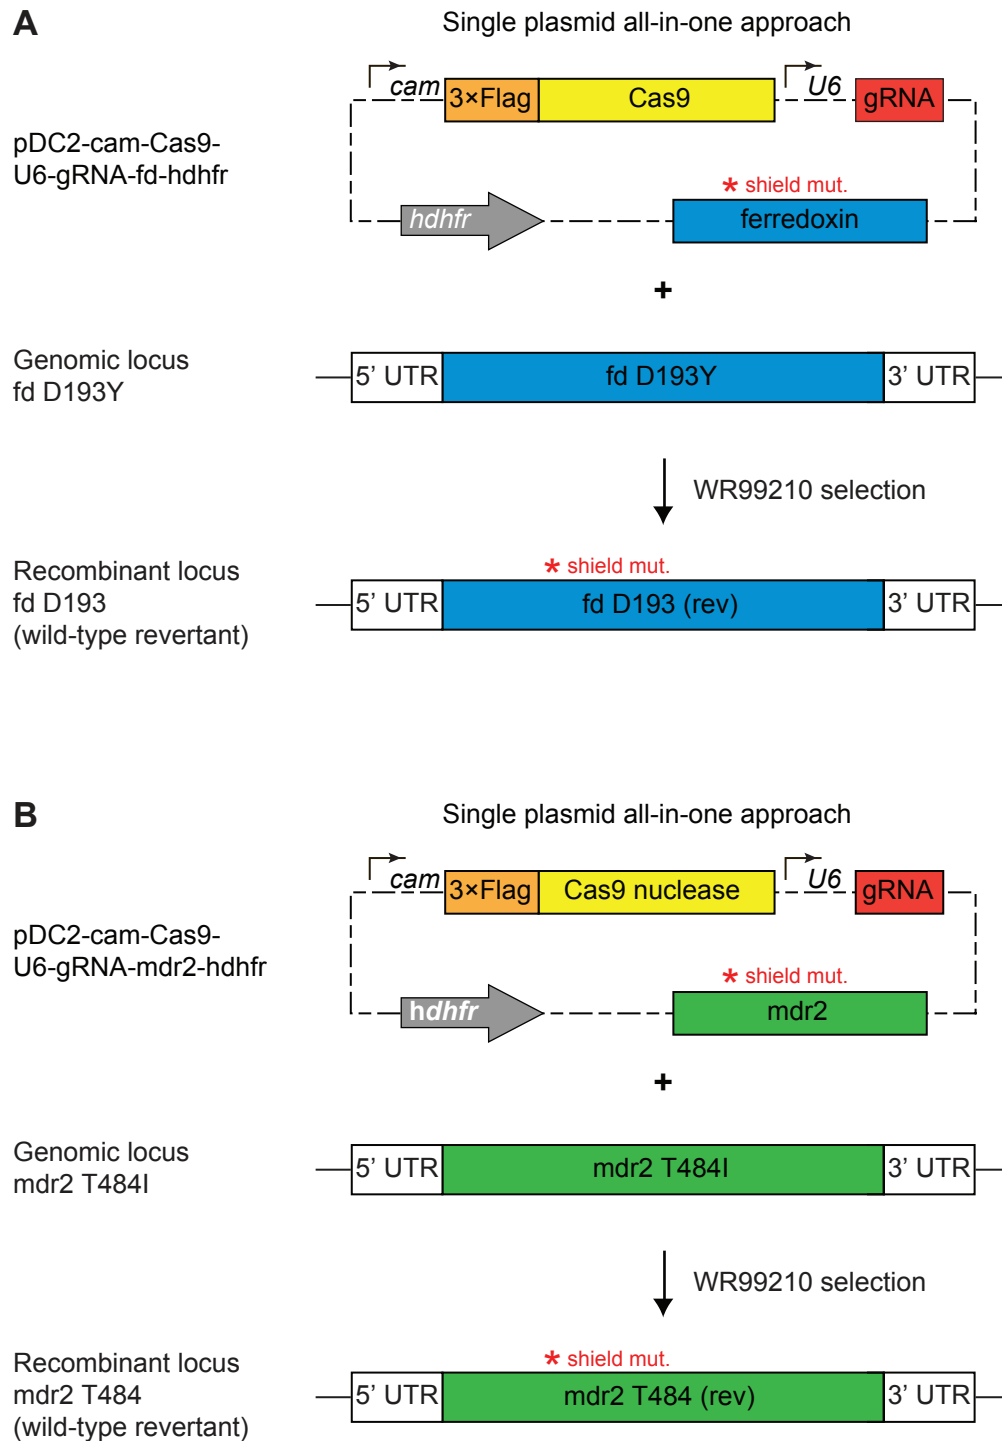 A
Single plasmid all-in-one approach
cam
3×Flag
Cas9
U6
gRNA
pDC2-cam-Cas9-
U6-gRNA-fd-hdhfr
* shield mut.
hdhfr
ferredoxin
+
Genomic locus
fd D193Y
5’ UTR
fd D193Y
3’ UTR
WR99210 selection
Recombinant locus
fd D193
(wild-type revertant)
* shield mut.
5’ UTR
fd D193 (rev)
3’ UTR
B
Single plasmid all-in-one approach
cam
3×Flag
Cas9 nuclease
U6
gRNA
pDC2-cam-Cas9-
U6-gRNA-mdr2-hdhfr
* shield mut.
hdhfr
mdr2
+
Genomic locus
mdr2 T484I
5’ UTR
mdr2 T484I
3’ UTR
WR99210 selection
Recombinant locus
mdr2 T484
(wild-type revertant)
* shield mut.
5’ UTR
mdr2 T484 (rev)
3’ UTR